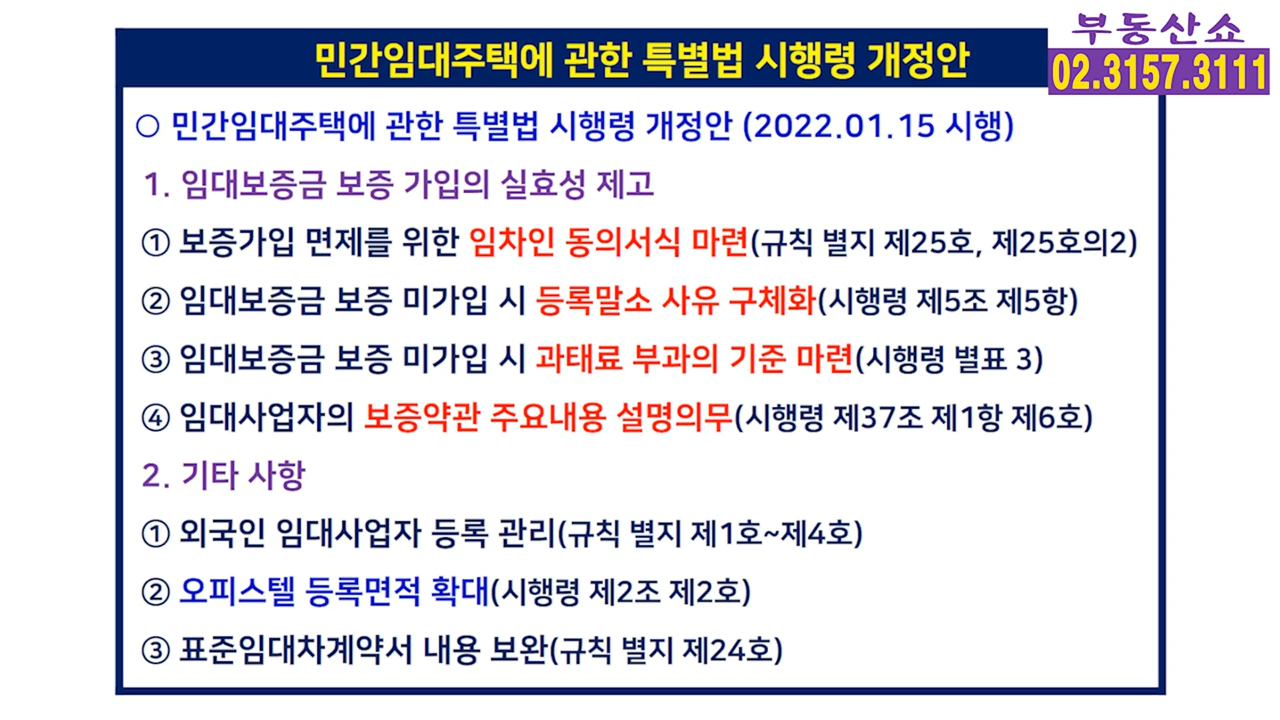 부동산쇼
02.3157.3111
민간임대주택에 관한 특별법 시행령 개정안
○ 민간임대주택에 관한 특별법 시행령 개정안 (2022.01.15 시행)
1. 임대보증금 보증 가입의 실효성 제고
① 보증가입 면제를 위한 임차인 동의서식 마련(규칙 별지 제25호, 제25호의2)
② 임대보증금 보증 미가입 시 등록말소 사유 구체화(시행령 제5조 제5항)
③ 임대보증금 보증 미가입 시 과태료 부과의 기준 마련(시행령 별표 3)
④ 임대사업자의 보증약관 주요내용 설명의무(시행령 제37조 제1항 제6호)
2. 기타 사항
① 외국인 임대사업자 등록 관리(규칙 별지 제1호~제4호)
② 오피스텔 등록면적 확대(시행령 제2조 제2호)
③ 표준임대차계약서 내용 보완(규칙 별지 제24호)